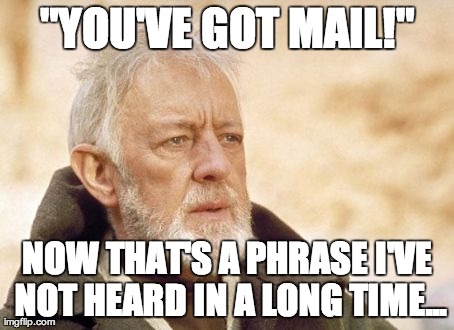 "YOU'VE GOT MAIL!"
NOW THAT'S A PHRASE I'VE
NOT HEARD IN A LONG TIME...
imgflip.com